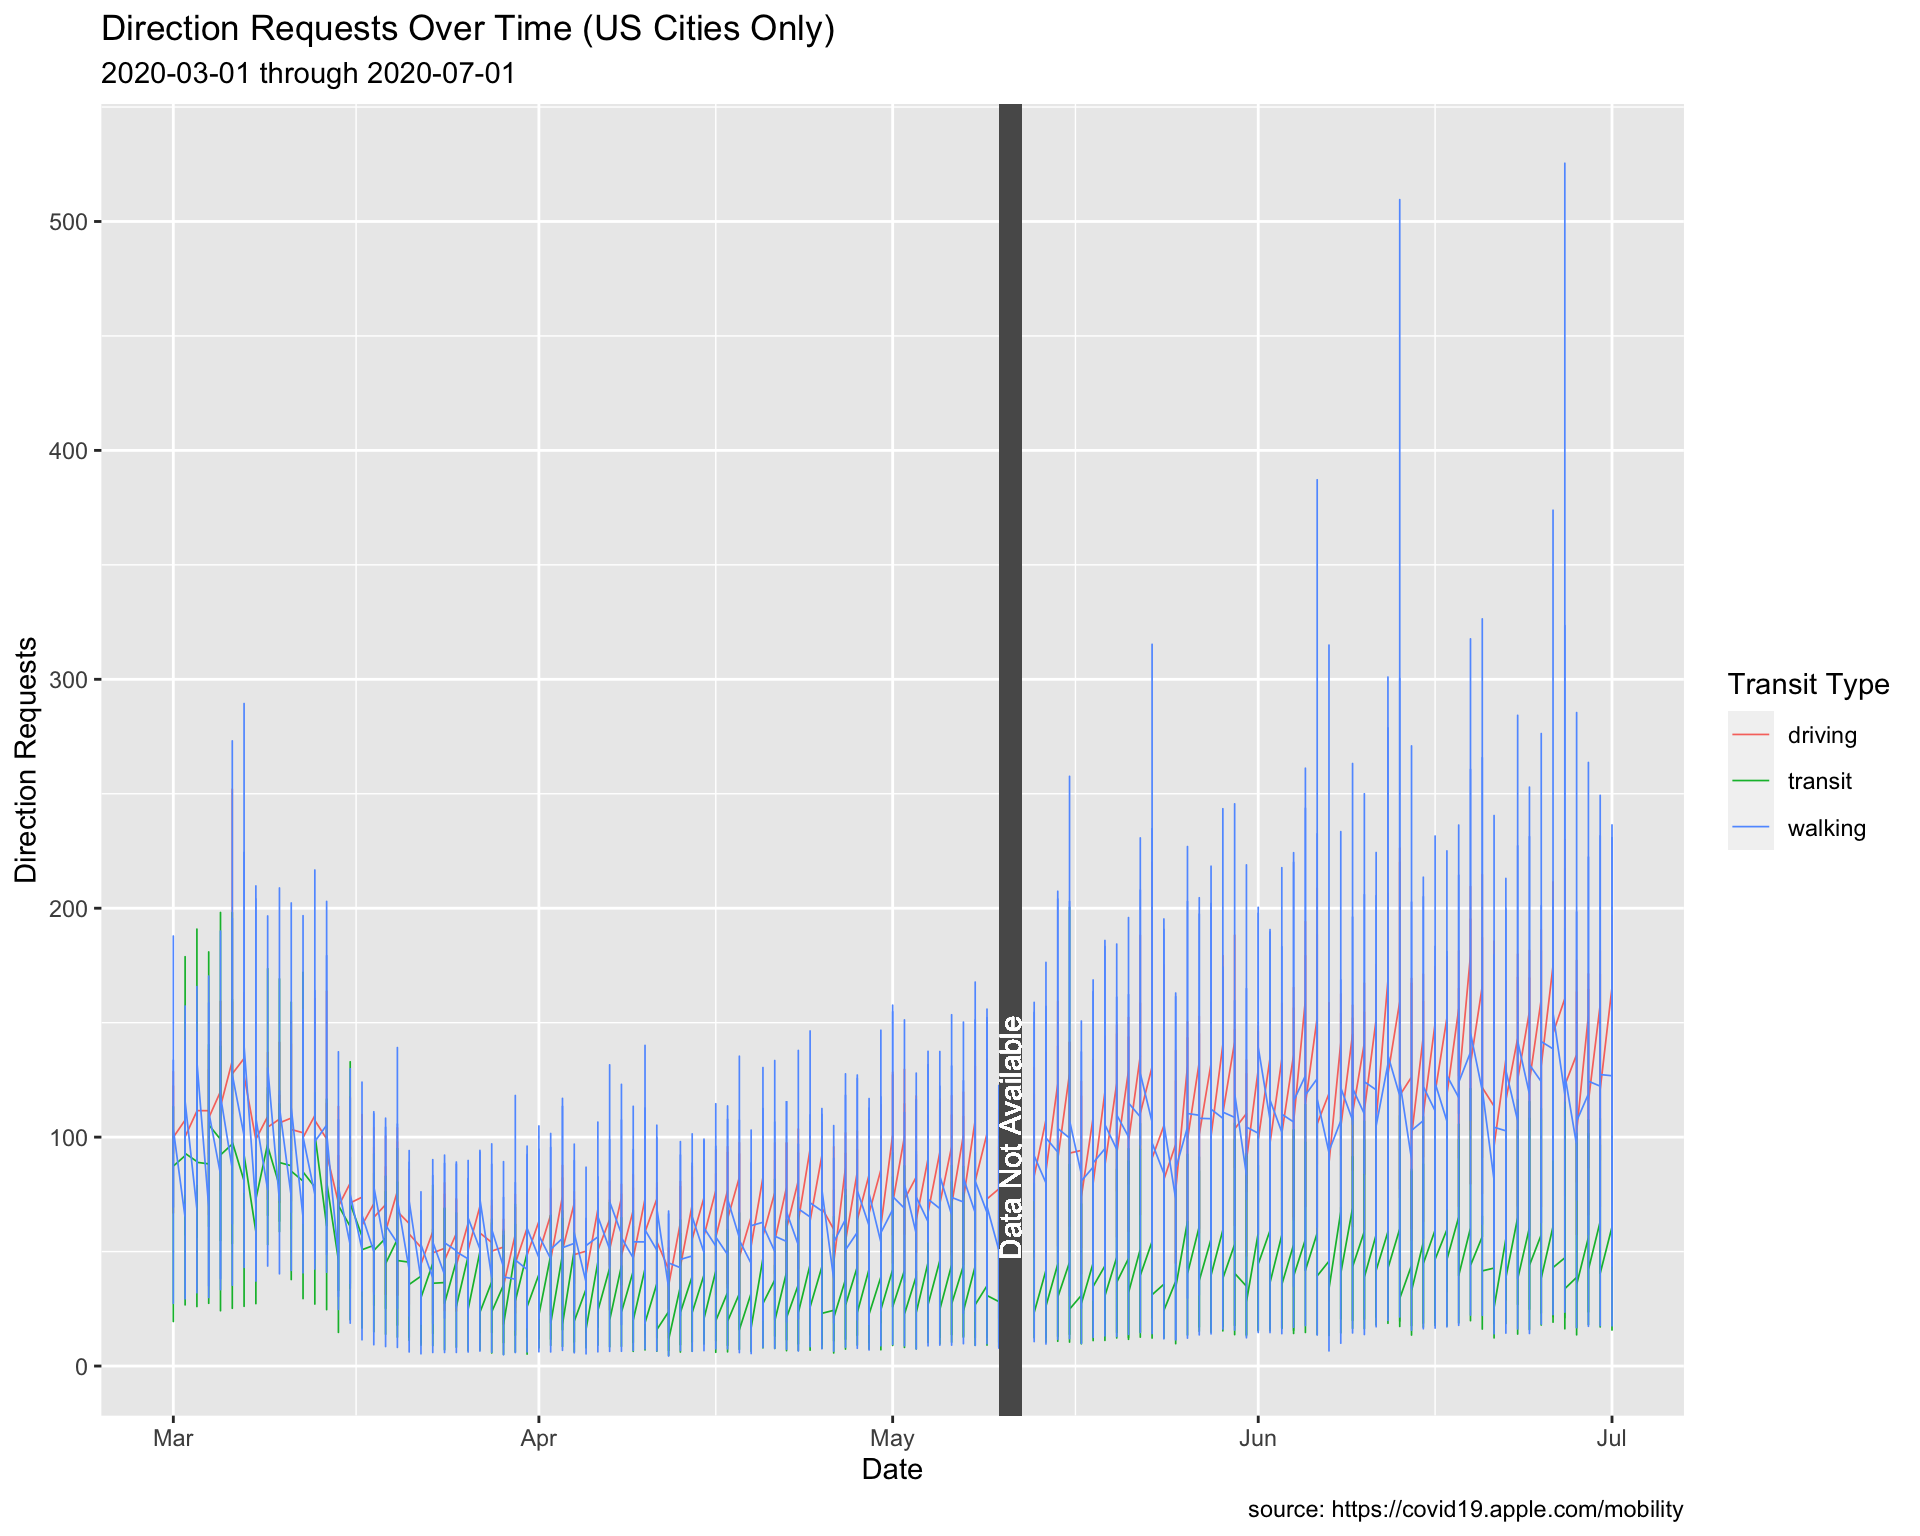 Direction Requests Over Time (US Cities Only)
2020-03-01 through 2020-07-01
Direction Requests
500
400
300
200
100
0
Data Not Available
Mar
Apr
May
Jun
Jul
Date
Transit Type
driving
transit
walking
source: https://covid19.apple.com/mobility